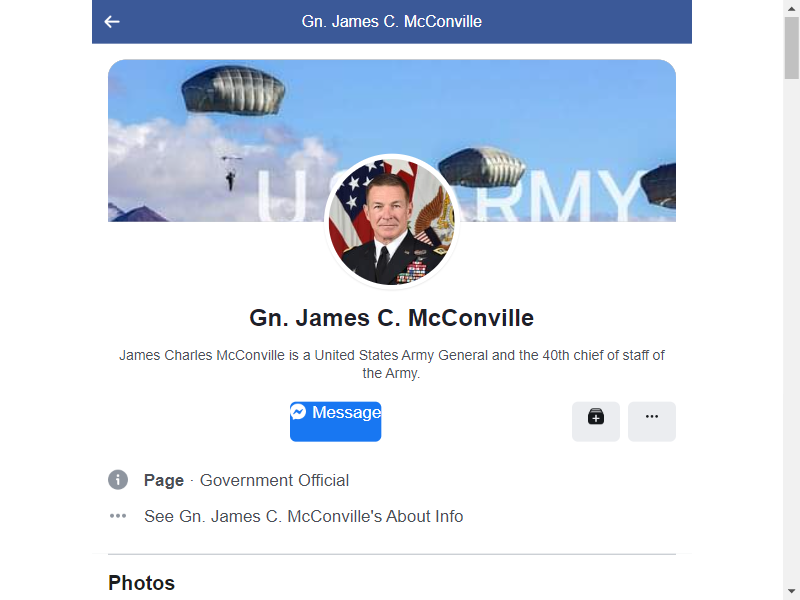 Gn. James C. McConville
U.S. ARMY
Gn. James C. McConville
James Charles McConville is a United States Army General and the 40th chief of staff of
the Army.
Message
Page · Government Official
See Gn. James C. McConville's About Info
Photos